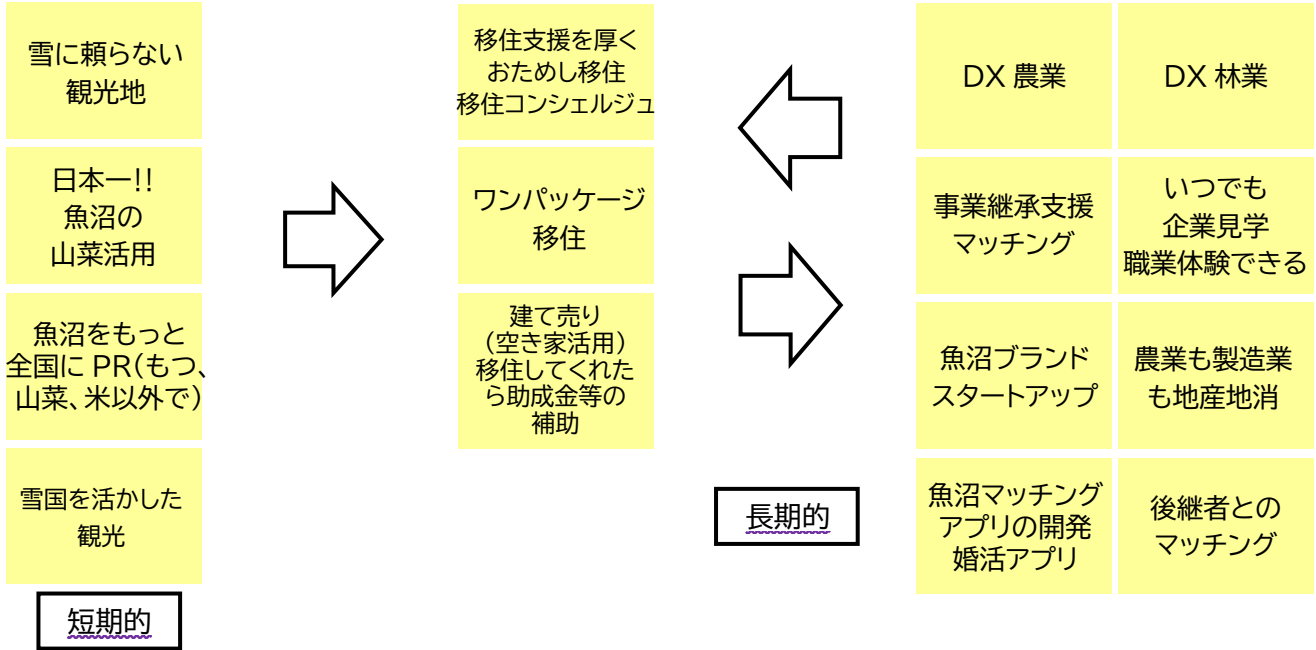 雪に頼らない
観光地
日本一!!
魚沼の
山菜活用
魚沼をもっと
全国に PR(もつ、
山菜、米以外で)
雪国を活かした
観光
短期的
移住支援を厚く
おためし移住
移住コンシェルジュ
ワンパッケージ
移住
建て売り
(空き家活用)
移住してくれた
ら助成金等の
補助
長期的
DX 農業
DX 林業
事業継承支援
マッチング
いつでも
企業見学
職業体験できる
魚沼ブランド
スタートアップ
農業も製造業
も地産地消
魚沼マッチング
アプリの開発
婚活アプリ
後継者との
マッチング